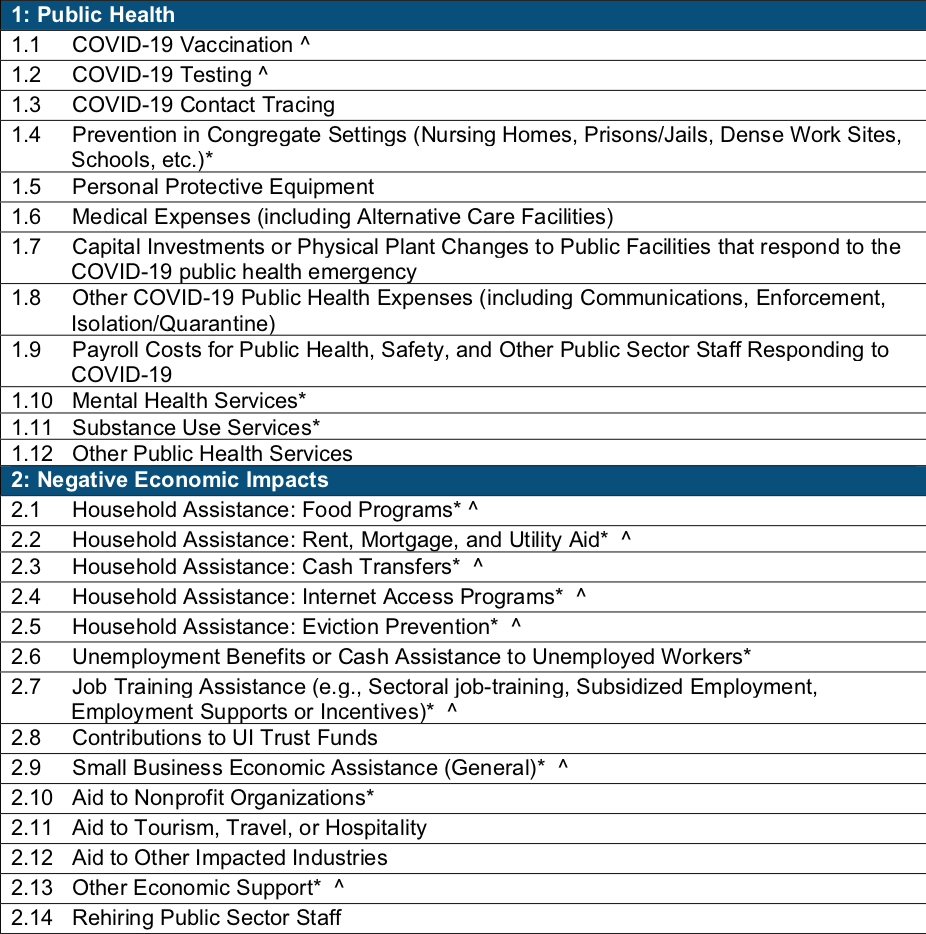 1: Public Health
1.1 COVID-19 Vaccination ^
1.2 COVID-19 Testing ^
1.3 COVID-19 Contact Tracing
1.4 Prevention in Congregate Settings (Nursing Homes, Prisons/Jails, Dense Work Sites,
Schools, etc.)*
1.5 Personal Protective Equipment
1.6 Medical Expenses (including Alternative Care Facilities)
1.7 Capital Investments or Physical Plant Changes to Public Facilities that respond to the
COVID-19 public health emergency
1.8 Other COVID-19 Public Health Expenses (including Communications, Enforcement,
Isolation/Quarantine)
1.9 Payroll Costs for Public Health, Safety, and Other Public Sector Staff Responding to
COVID-19
1.10 Mental Health Services*
1.11 Substance Use Services*
1.12 Other Public Health Services
2: Negative Economic Impacts
2.1 Household Assistance: Food Programs* ^
2.2 Household Assistance: Rent, Mortgage, and Utility Aid* ^
2.3 Household Assistance: Cash Transfers* ^
2.4 Household Assistance: Internet Access Programs* ^
2.5 Household Assistance: Eviction Prevention* ^
2.6 Unemployment Benefits or Cash Assistance to Unemployed Workers*
2.7 Job Training Assistance (e.g., Sectoral job-training, Subsidized Employment,
Employment Supports or Incentives)* ^
2.8 Contributions to UI Trust Funds
2.9 Small Business Economic Assistance (General)* ^
2.10 Aid to Nonprofit Organizations*
2.11 Aid to Tourism, Travel, or Hospitality
2.12 Aid to Other Impacted Industries
2.13 Other Economic Support* ^
2.14 Rehiring Public Sector Staff